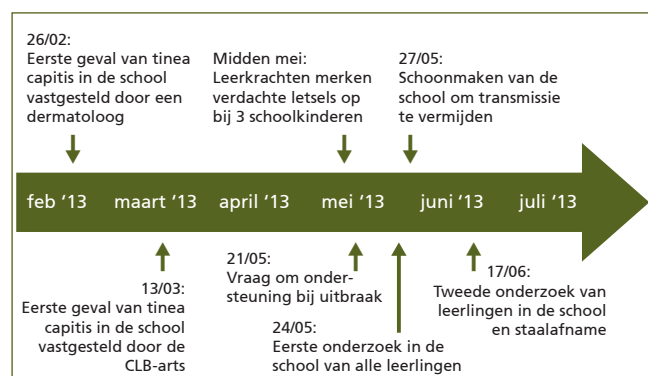 26/02:
Eerste geval van tinea
capitis in de school
vastgesteld door een
dermatoloog
Midden mei:
Leerkrachten merken
verdachte letsels op
bij 3 schoolkinderen
27/05:
Schoonmaken van de
school om transmissie
te vermijden
feb ‘13 maart ‘13 april ‘13 mei ‘13 juni ‘13 juli ‘13
13/03:
Eerste geval van tinea
capitis in de school
vastgesteld door de
CLB-arts
21/05:
Vraag om onder-
steuning bij uitbraak
24/05:
Eerste onderzoek in de
school van alle leerlingen
17/06:
Tweede onderzoek van
leerlingen in de school
en staalafname